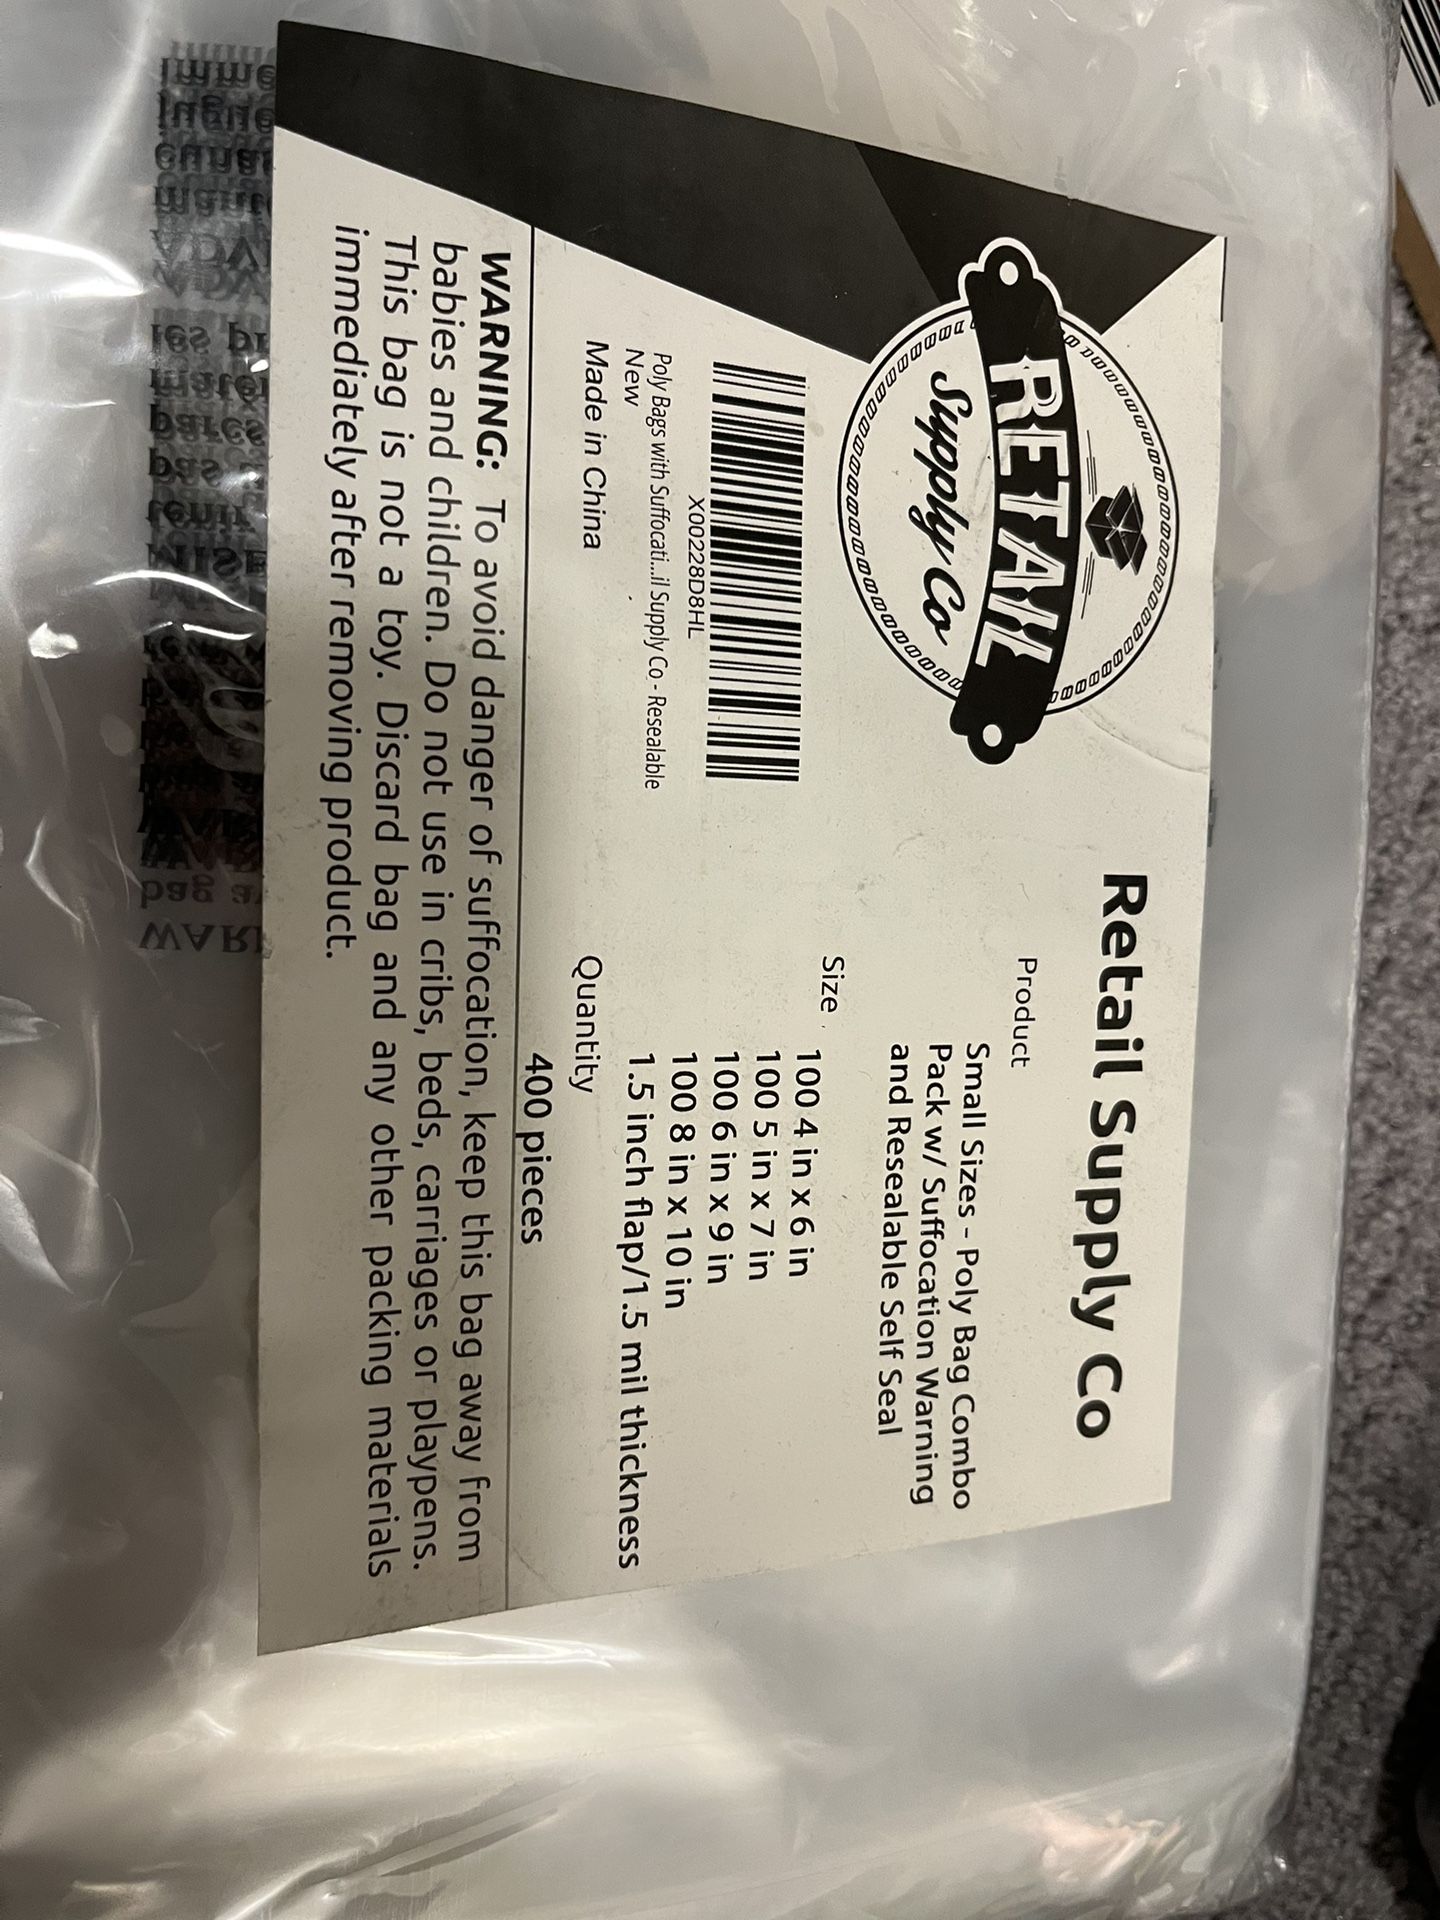 RETAIL
Supply Co
X00228D8HL
Poly Bags with Suffocati...il Supply Co - Resealable
New
Made in China
Retail Supply Co
Product
Small Sizes - Poly Bag Combo
Pack w/ Suffocation Warning
and Resealable Self Seal
Size
100 4 in x 6 in
100 5 in x 7 in
100 6 in x 9 in
100 8 in x 10 in
1.5 inch flap/1.5 mil thickness
Quantity
400 pieces
WARNING: To avoid danger of suffocation, keep this bag away from
babies and children. Do not use in cribs, beds, carriages or playpens.
This bag is not a toy. Discard bag and any other packing materials
immediately after removing product.